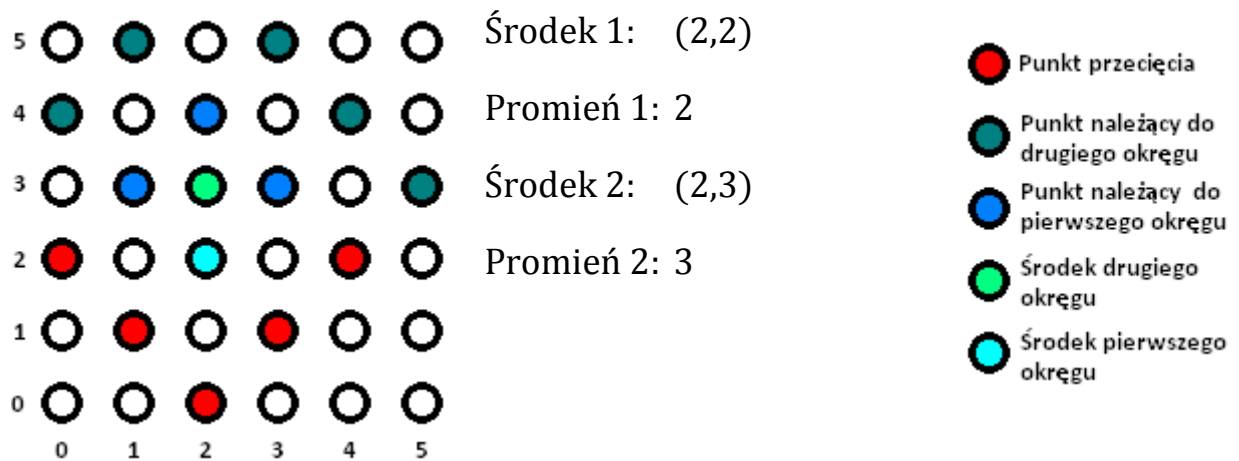 5
4
3
2
1
0
0 1 2 3 4 5
Środek 1: (2,2)
Promień 1: 2
Środek 2: (2,3)
Promień 2: 3
Punkt przecięcia
Punkt należący do
drugiego okręgu
Punkt należący do
pierwszego okręgu
Środek drugiego
okręgu
Środek pierwszego
okręgu